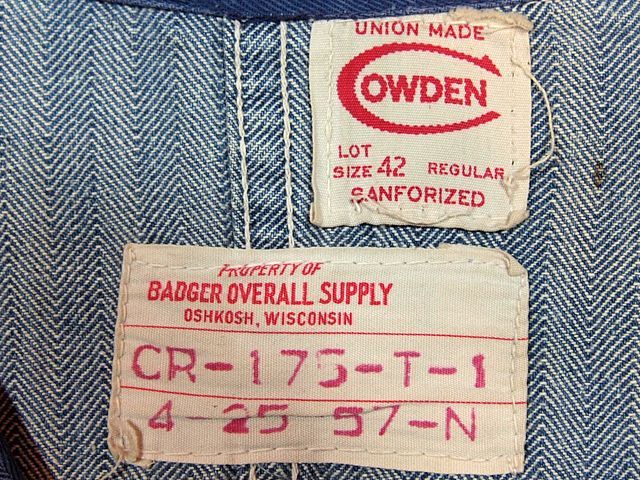 UNION MADE
COWDEN
LOT
SIZE 42 REGULAR
SANFORIZED
PROPERTY OF
BADGER OVERALL SUPPLY
OSHKOSH, WISCONSIN
CR-175-T-1
4-25 57-N